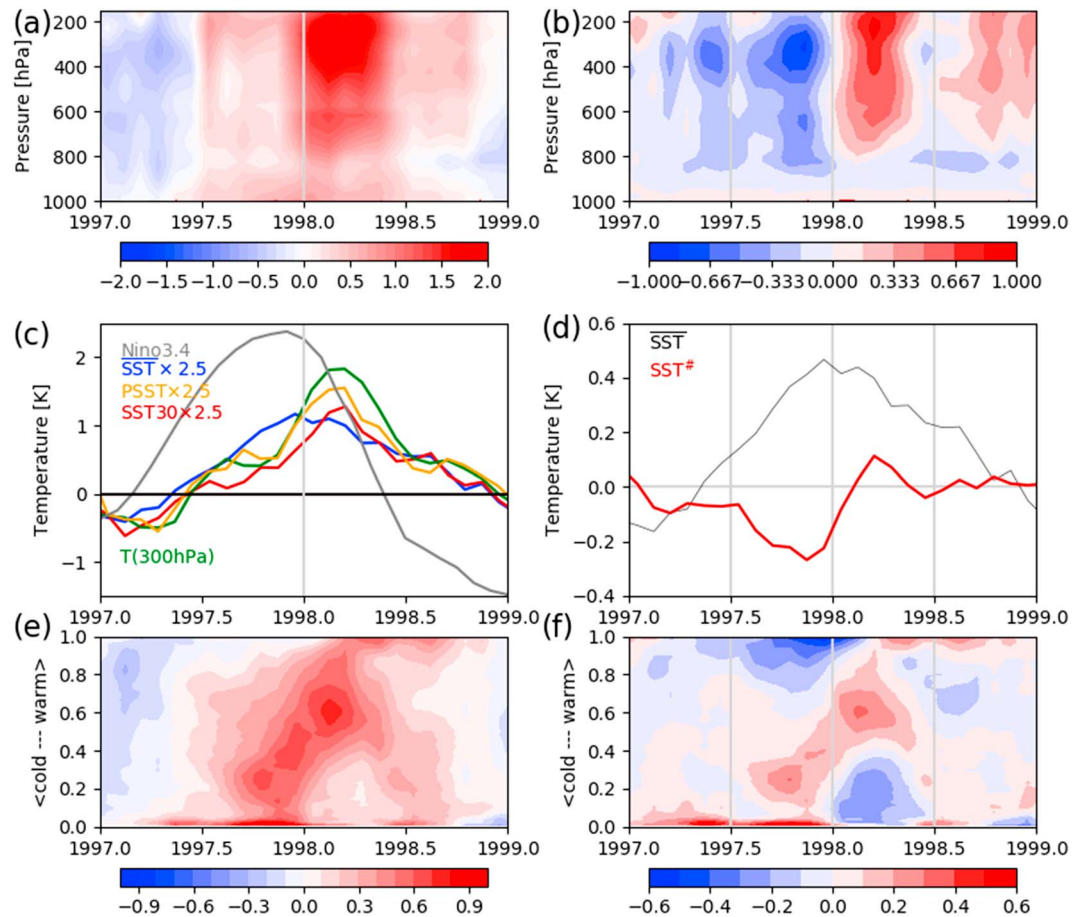 (a)
(b)
Pressure [hPa]
200
400
600
800
1000
1997.0 1997.5 1998.0 1998.5 1999.0
−2.0 −1.5 −1.0 −0.5 0.0 0.5 1.0 1.5 2.0
Pressure [hPa]
200
400
600
800
1000
1997.0 1997.5 1998.0 1998.5 1999.0
−1.000 −0.667 −0.3333 0.000 0.333 0.667 1.000
(c)
Temperature [K]
2
1
0
−1
Nino3.4
SST × 2.5
PSST×2.5
SST30×2.5
T(300hPa)
1997.0 1997.5 1998.0 1998.5 1999.0
(d)
Temperature [K]
0.6
0.4
0.2
0.0
−0.2
−0.4
SST
SST#
1997.0 1997.5 1998.0 1998.5 1999.0
(e)
<cold --- warm>
1.0
0.8
0.6
0.4
0.2
0.0
1997.0 1997.5 1998.0 1998.5 1999.0
−0.9 −0.6 −0.3 0.0 0.3 0.6 0.9
(f)
<cold --- warm>
1.0
0.8
0.6
0.4
0.2
0.0
1997.0 1997.5 1998.0 1998.5 1999.0
−0.6 −0.4 −0.2 0.0 0.2 0.4 0.6